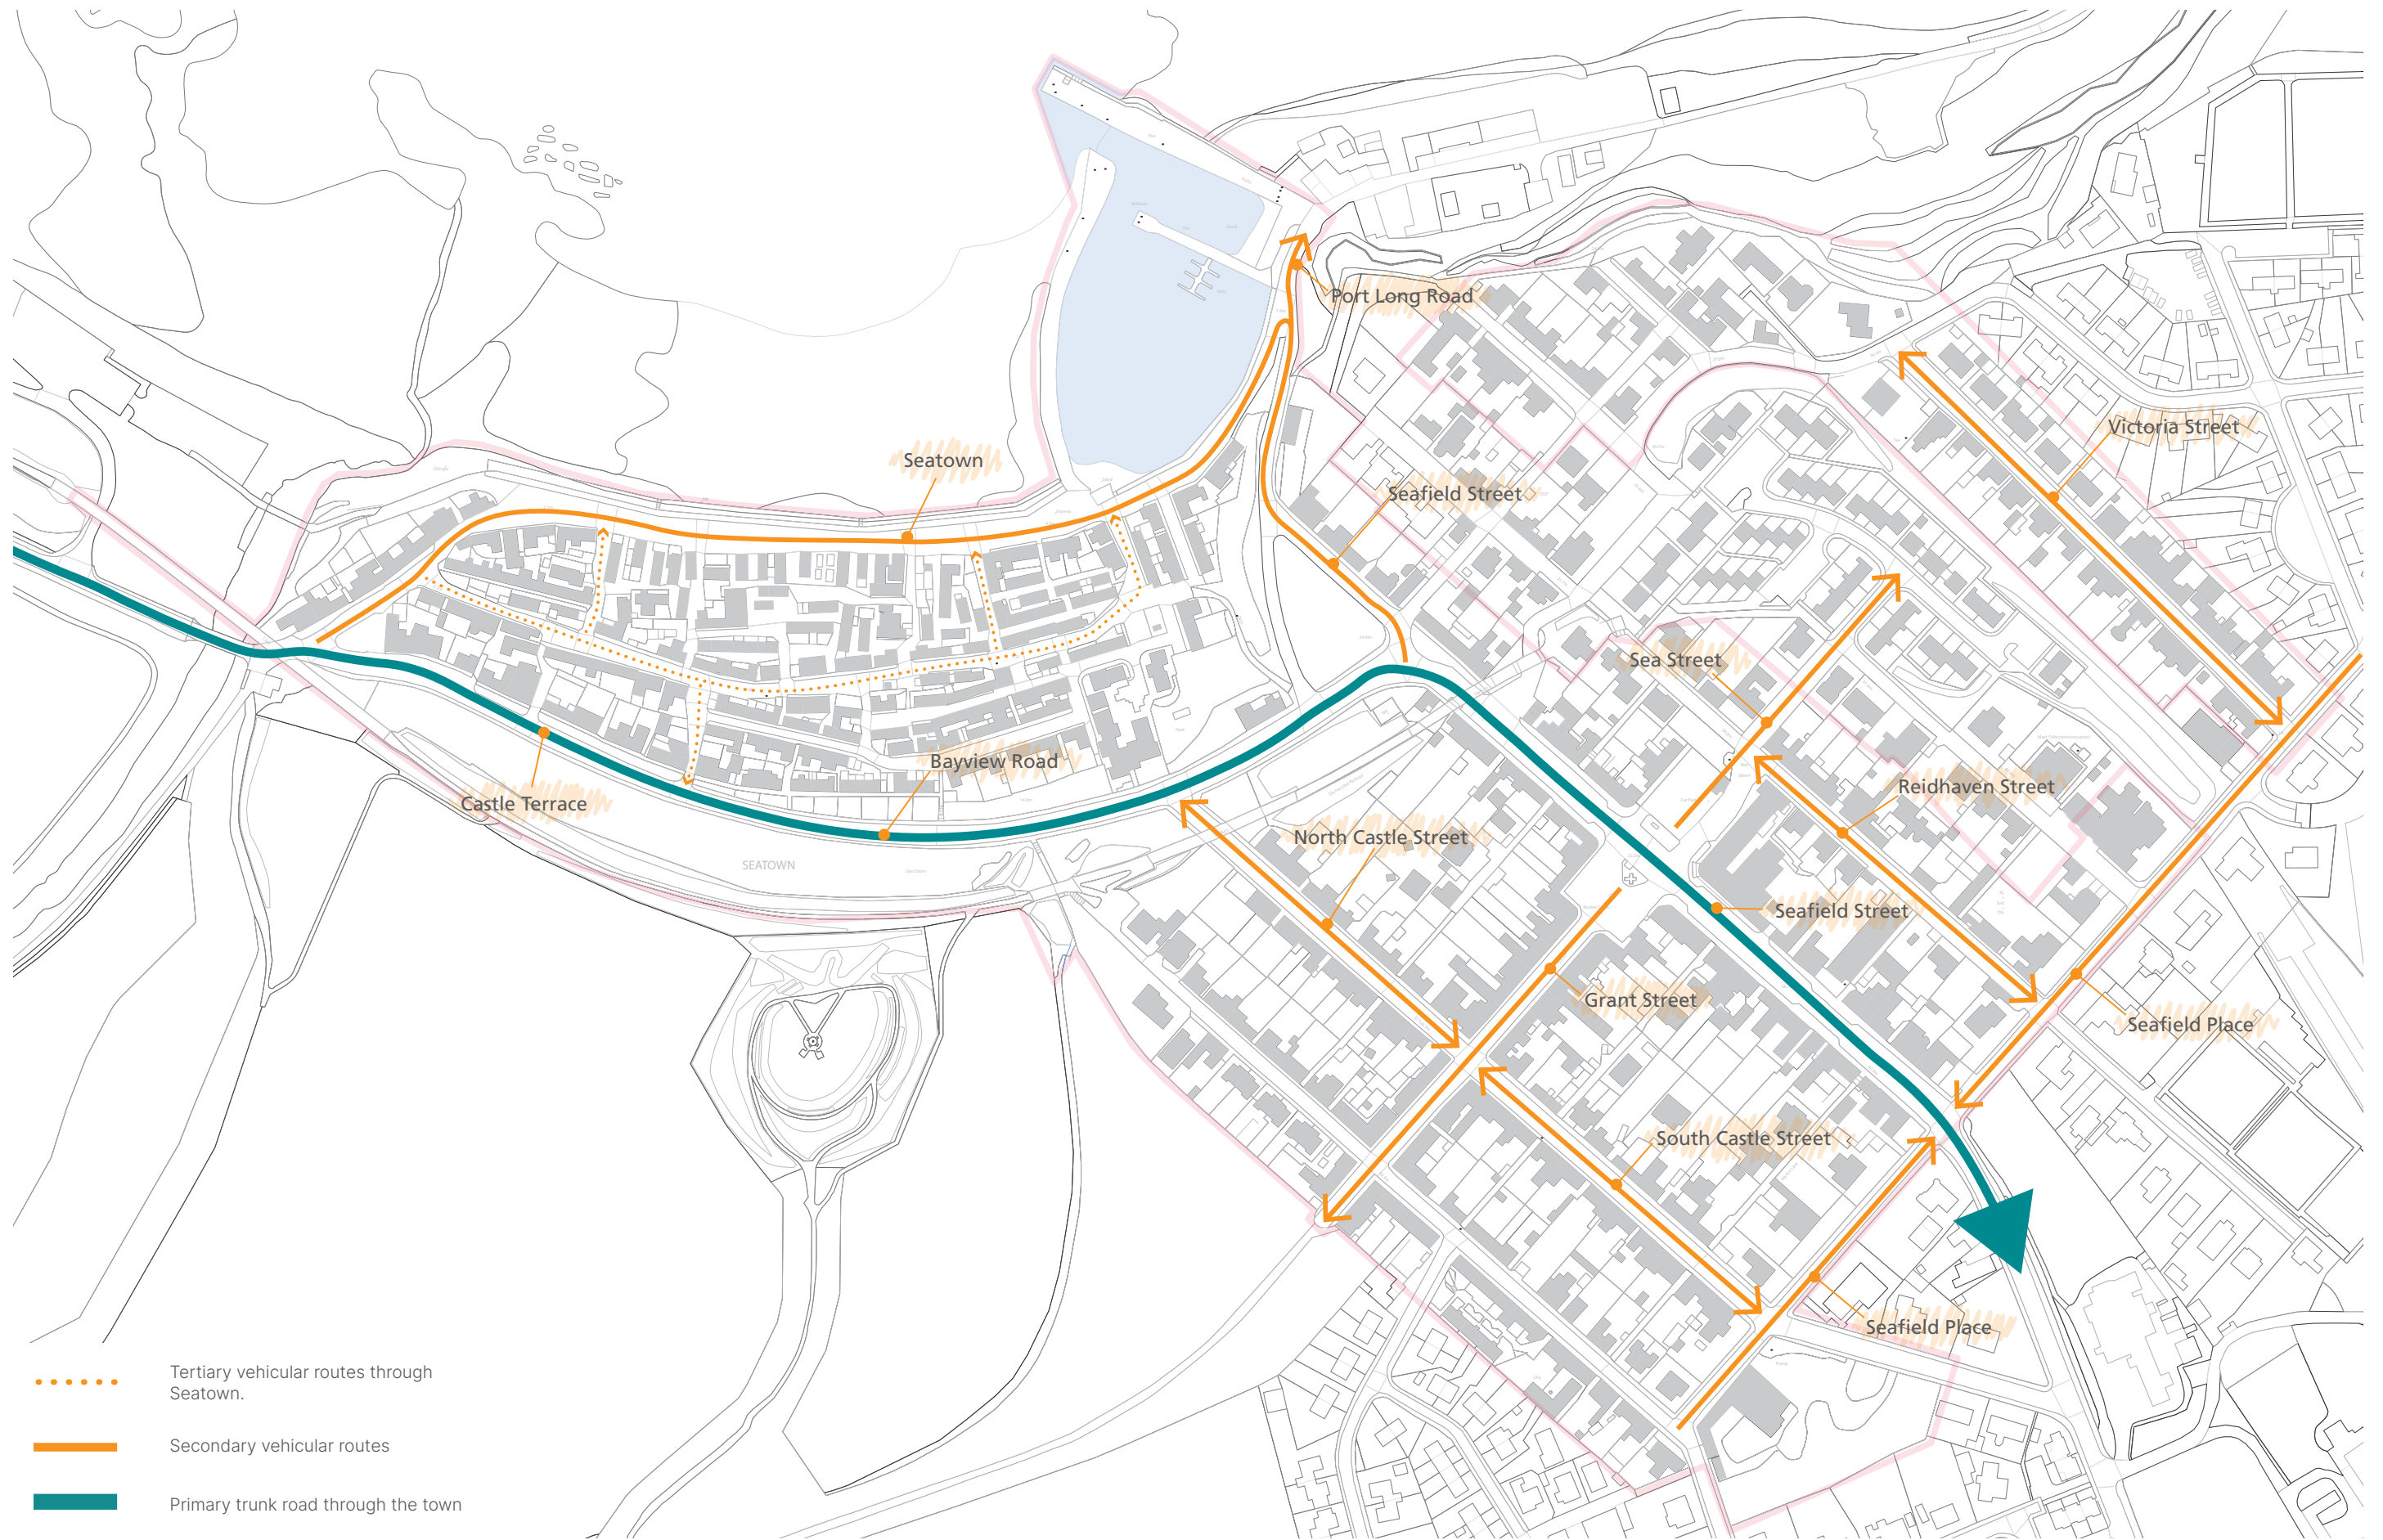 Port Long Road
Victoria Street
Seatown
Seafield Street
Sea Street
Bayview Road
Reidhaven Street
Castle Terrace
North Castle Street
SEATOWN
Seafield Street
Grant Street
Seafield Place
South Castle Street
Seafield Place
Tertiary vehicular routes through
Seatown.
Secondary vehicular routes
Primary trunk road through the town